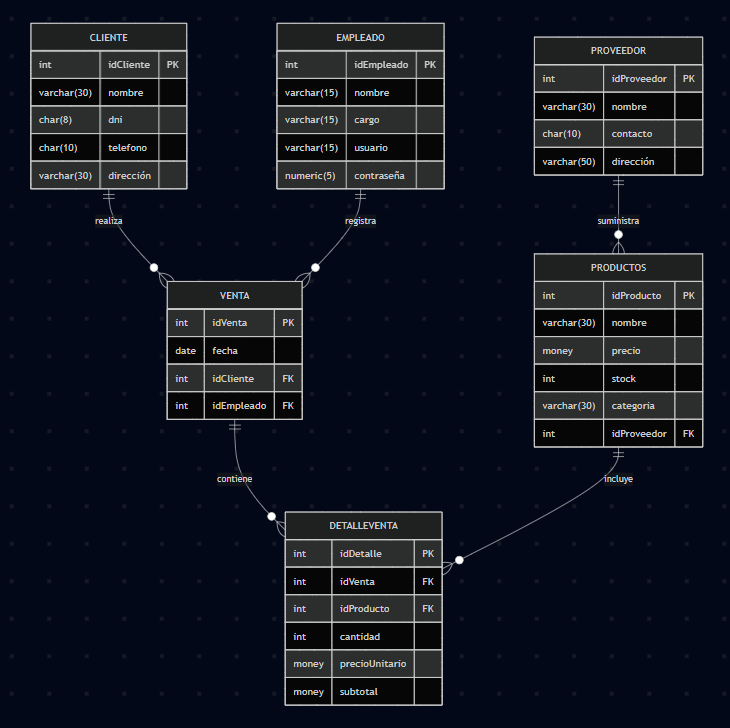 CLIENTE
int idCliente PK
varchar(30) nombre
char(8) dni
char(10) telefono
varchar(30) dirección
EMPLEADO
int idEmpleado PK
varchar(15) nombre
varchar(15) cargo
varchar(15) usuario
numeric(5) contraseña
PROVEEDOR
int idProveedor PK
varchar(30) nombre
char(10) contacto
varchar(50) dirección
realiza
registra
suministra
VENTA
int idVenta PK
date fecha
int idCliente FK
int idEmpleado FK
PRODUCTOS
int idProducto PK
varchar(30) nombre
money precio
int stock
varchar(30) categoria
int idProveedor FK
contiene
incluye
DETALLEVENTA
int idDetalle PK
int idVenta FK
int idProducto FK
int cantidad
money precioUnitario
money subtotal